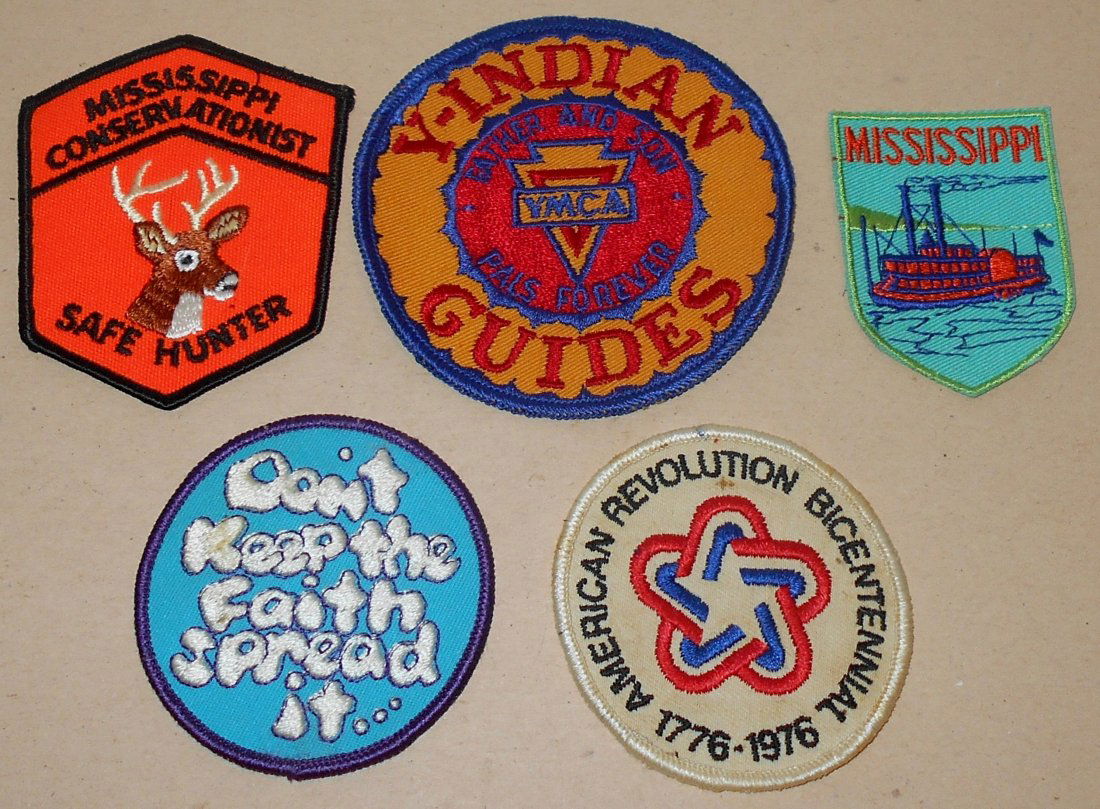 MISSISSIPPI
CONSERVATIONIST
SAFE HUNTER
Y-INDIAN
GUIDES
FATHER AND SON
YMCA
PALS FOREVER
MISSISSIPPI
Don't
Keep the
Faith
spread
it...
AMERICAN REVOLUTION BICENTENNIAL
1776-1976